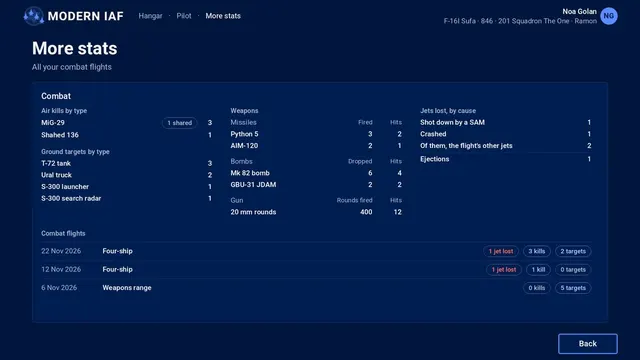 MODERN IAF
Hangar · Pilot · More stats
Noa Golan
F-16I Sufa · 846 · 201 Squadron The One · Ramon
NG
More stats
All your combat flights
Combat
Air kills by type
MiG-29 1 shared 3
Shahed 136 1
Ground targets by type
T-72 tank 3
Ural truck 2
S-300 launcher 1
S-300 search radar 1
Weapons
Missiles Fired Hits
Python 5 3 2
AIM-120 2 1
Bombs Dropped Hits
Mk 82 bomb 6 4
GBU-31 JDAM 2 2
Gun Rounds fired Hits
20 mm rounds 400 12
Jets lost, by cause
Shot down by a SAM 1
Crashed 1
Of them, the flight's other jets 2
Ejections 1
Combat flights
22 Nov 2026 Four-ship 1 jet lost 3 kills 2 targets
12 Nov 2026 Four-ship 1 jet lost 1 kill 0 targets
6 Nov 2026 Weapons range 0 kills 5 targets
Back